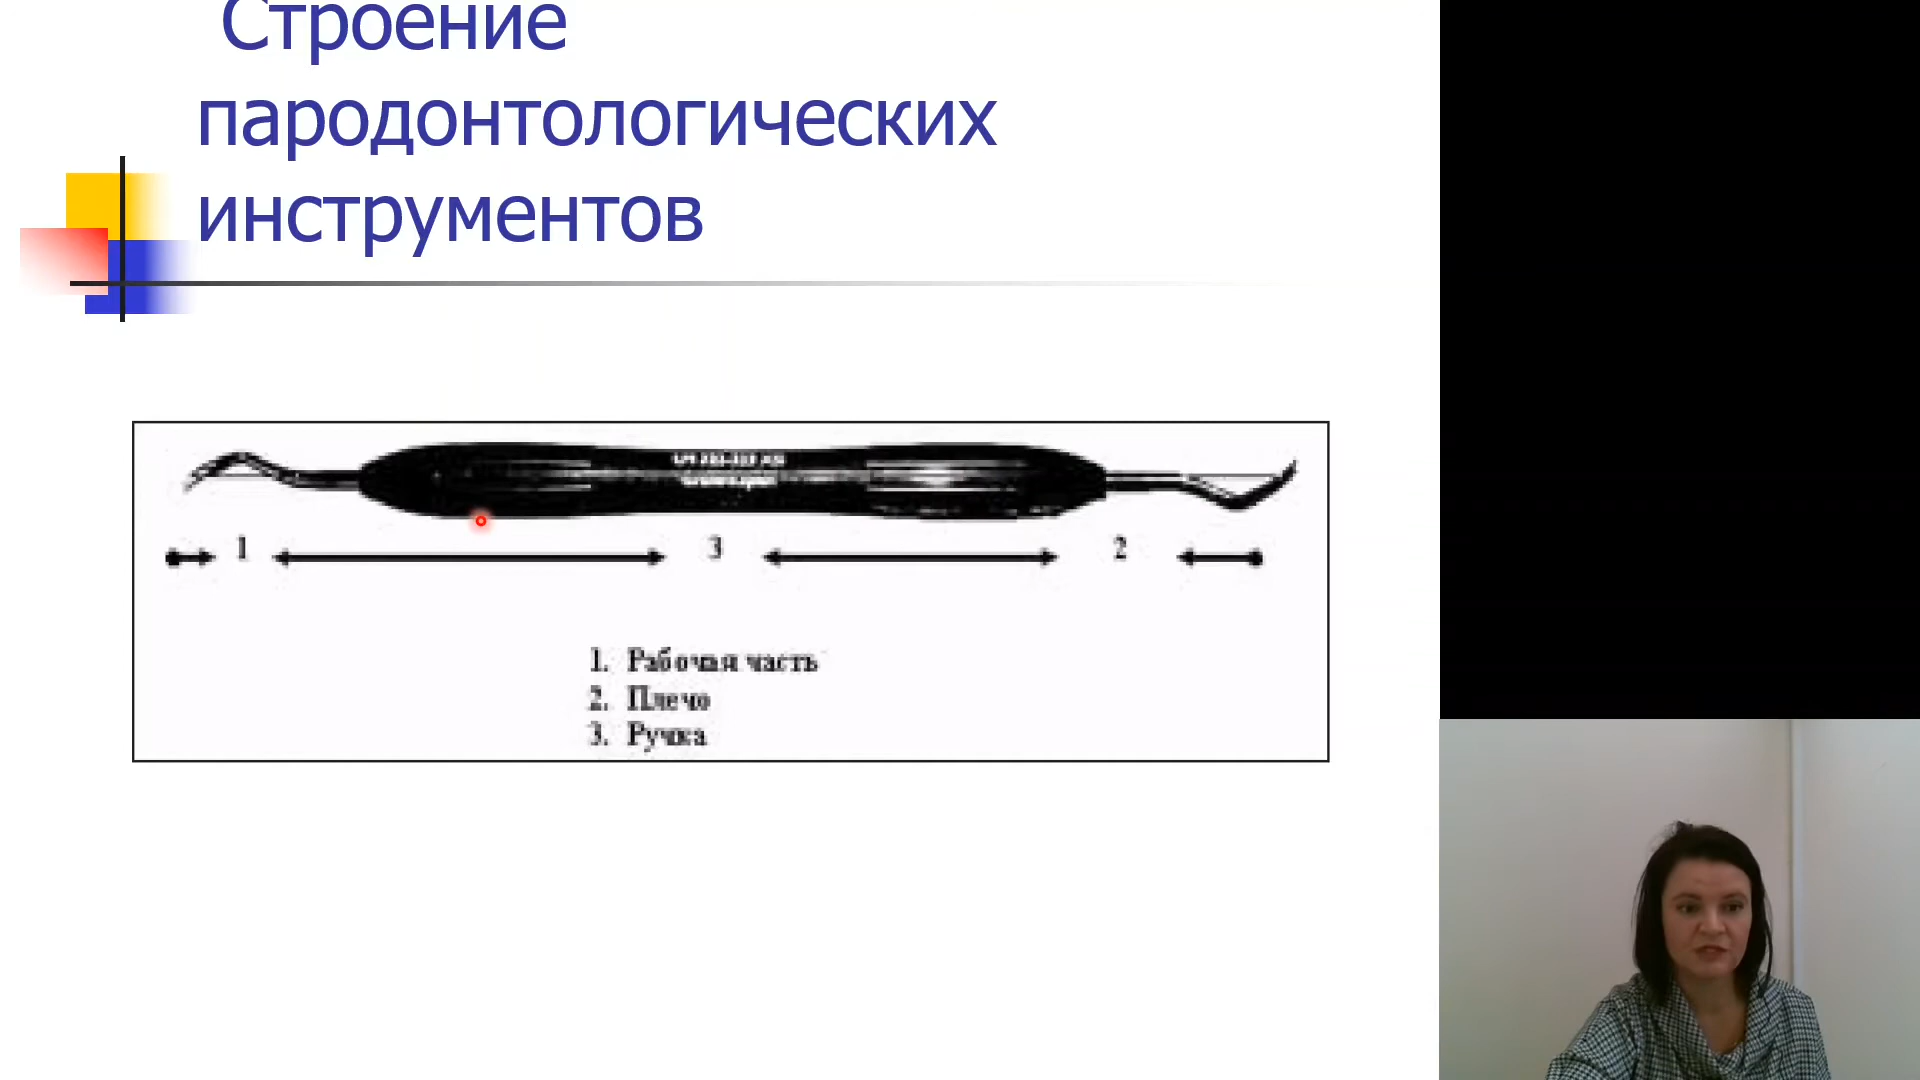 Строение
пародонтологических
инструментов
1 3 2
1. Рабочая часть
2. Плечо
3. Ручка